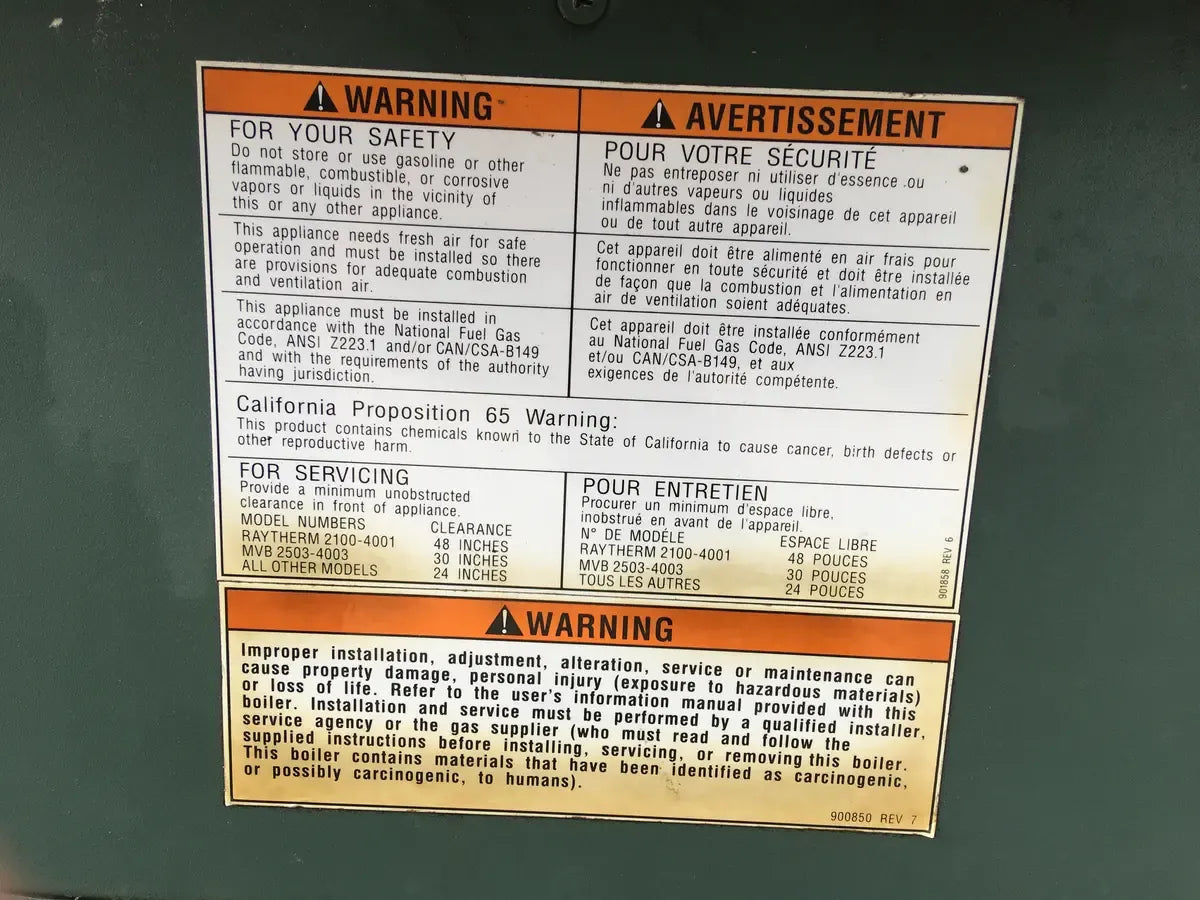 WARNING
FOR YOUR SAFETY
Do not store or use gasoline or other
flammable, combustible, or corrosive
vapors or liquids in the vicinity of
this or any other appliance.
This appliance needs fresh air for safe
operation and must be installed so there
are provisions for adequate combustion
and ventilation air.
This appliance must be installed in
accordance with the National Fuel Gas
Code, ANSI Z223.1 and/or CAN/CSA-B149
and with the requirements of the authority
having jurisdiction.
AVERTISSEMENT
POUR VOTRE SÉCURITÉ
Ne pas entreposer ni utiliser d'essence ou
ni d'autres vapeurs ou liquides
inflammables dans le voisinage de cet appareil
ou de tout autre appareil.
Cet appareil doit être alimenté en air frais pour
fonctionner en toute sécurité et doit être installée
de façon que la combustion et l'alimentation en
air de ventilation soient adéquates.
Cet appareil doit être installée conformément
au National Fuel Gas Code, ANSI Z223.1
et/ou CAN/CSA-B149, et aux
exigences de l'autorité compétente.
California Proposition 65 Warning:
This product contains chemicals known to the State of California to cause cancer, birth defects or
other reproductive harm.
FOR SERVICING
Provide a minimum unobstructed
clearance in front of appliance.
MODEL NUMBERS CLEARANCE
RAYTHERM 2100-4001 48 INCHES
MVB 2503-4003 30 INCHES
ALL OTHER MODELS 24 INCHES
POUR ENTRETIEN
Procurer un minimum d'espace libre,
inobstrué en avant de l'appareil.
N° DE MODÉLE ESPACE LIBRE
RAYTHERM 2100-4001 48 POUCES
MVB 2503-4003 30 POUCES
TOUS LES AUTRES 24 POUCES
901858 REV 6
WARNING
Improper installation, adjustment, alteration, service or maintenance can
cause property damage, personal injury (exposure to hazardous materials)
or loss of life. Refer to the user's information manual provided with this
boiler. Installation and service must be performed by a qualified installer,
service agency or the gas supplier (who must read and follow the
supplied instructions before installing, servicing, or removing this boiler.
This boiler contains materials that have been identified as carcinogenic,
or possibly carcinogenic, to humans).
900850 REV 7